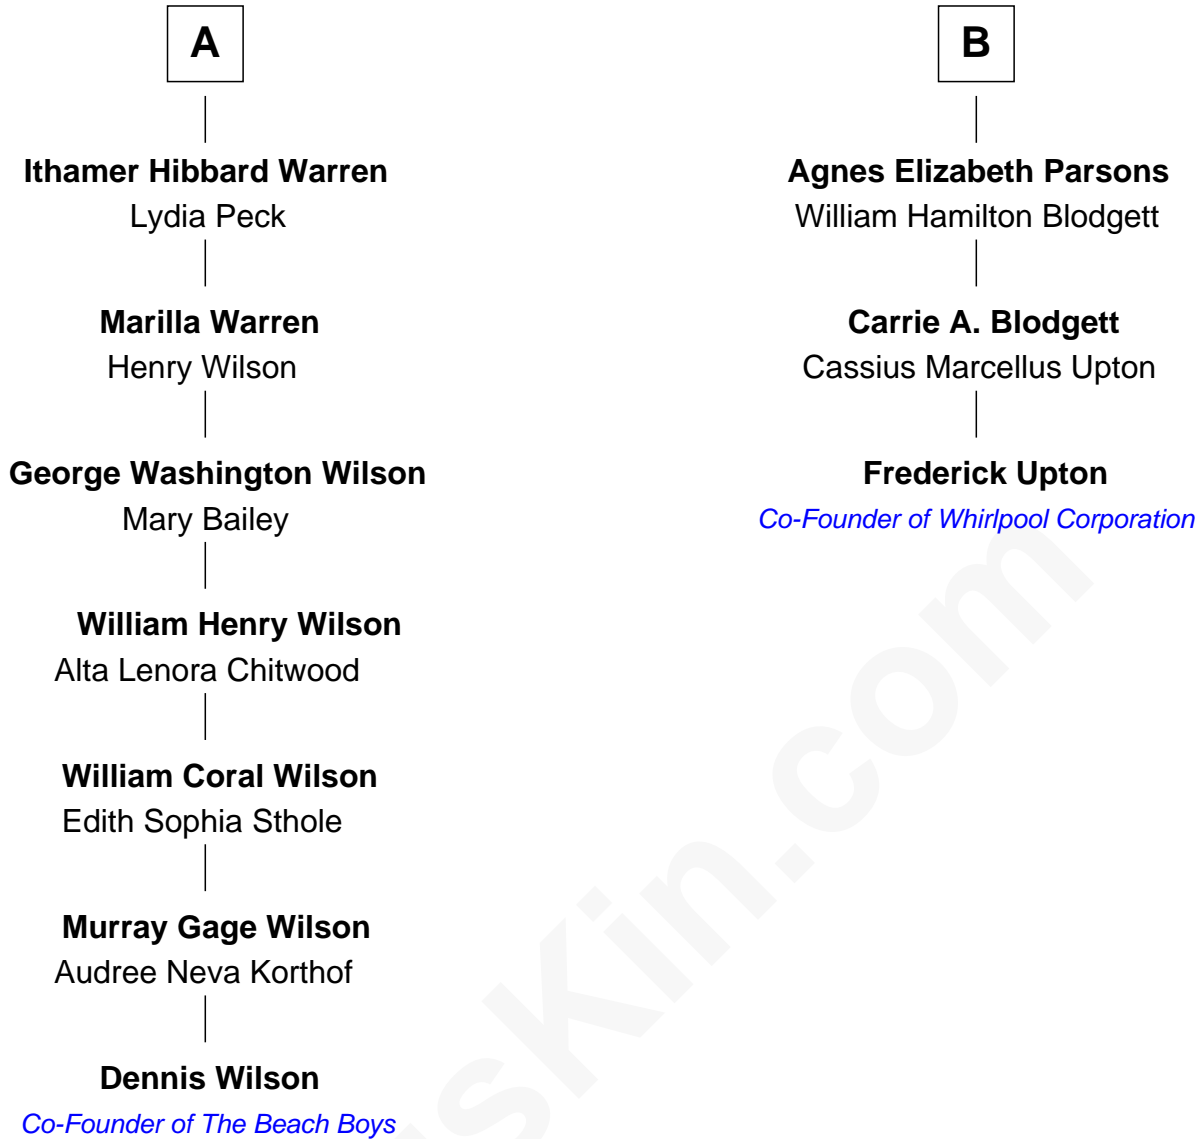 A
Ithamer Hibbard Warren
Lydia Peck
Marilla Warren
Henry Wilson
George Washington Wilson
Mary Bailey
William Henry Wilson
Alta Lenora Chitwood
William Coral Wilson
Edith Sophia Sthole
Murray Gage Wilson
Audree Neva Korthof
Dennis Wilson
Co-Founder of The Beach Boys
B
Agnes Elizabeth Parsons
William Hamilton Blodgett
Carrie A. Blodgett
Cassius Marcellus Upton
Frederick Upton
Co-Founder of Whirlpool Corporation
sKin.com